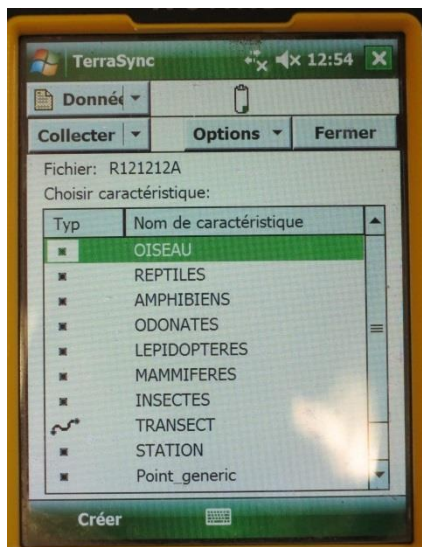 TerraSync 12:54
Donnée
Collecter Options Fermer
Fichier: R121212A
Choisir caractéristique:
Typ Nom de caractéristique
OISEAU
REPTILES
AMPHIBIENS
ODONATES
LEPIDOPTERES
MAMMIFERES
INSECTES
TRANSECT
STATION
Point_generic
Créer